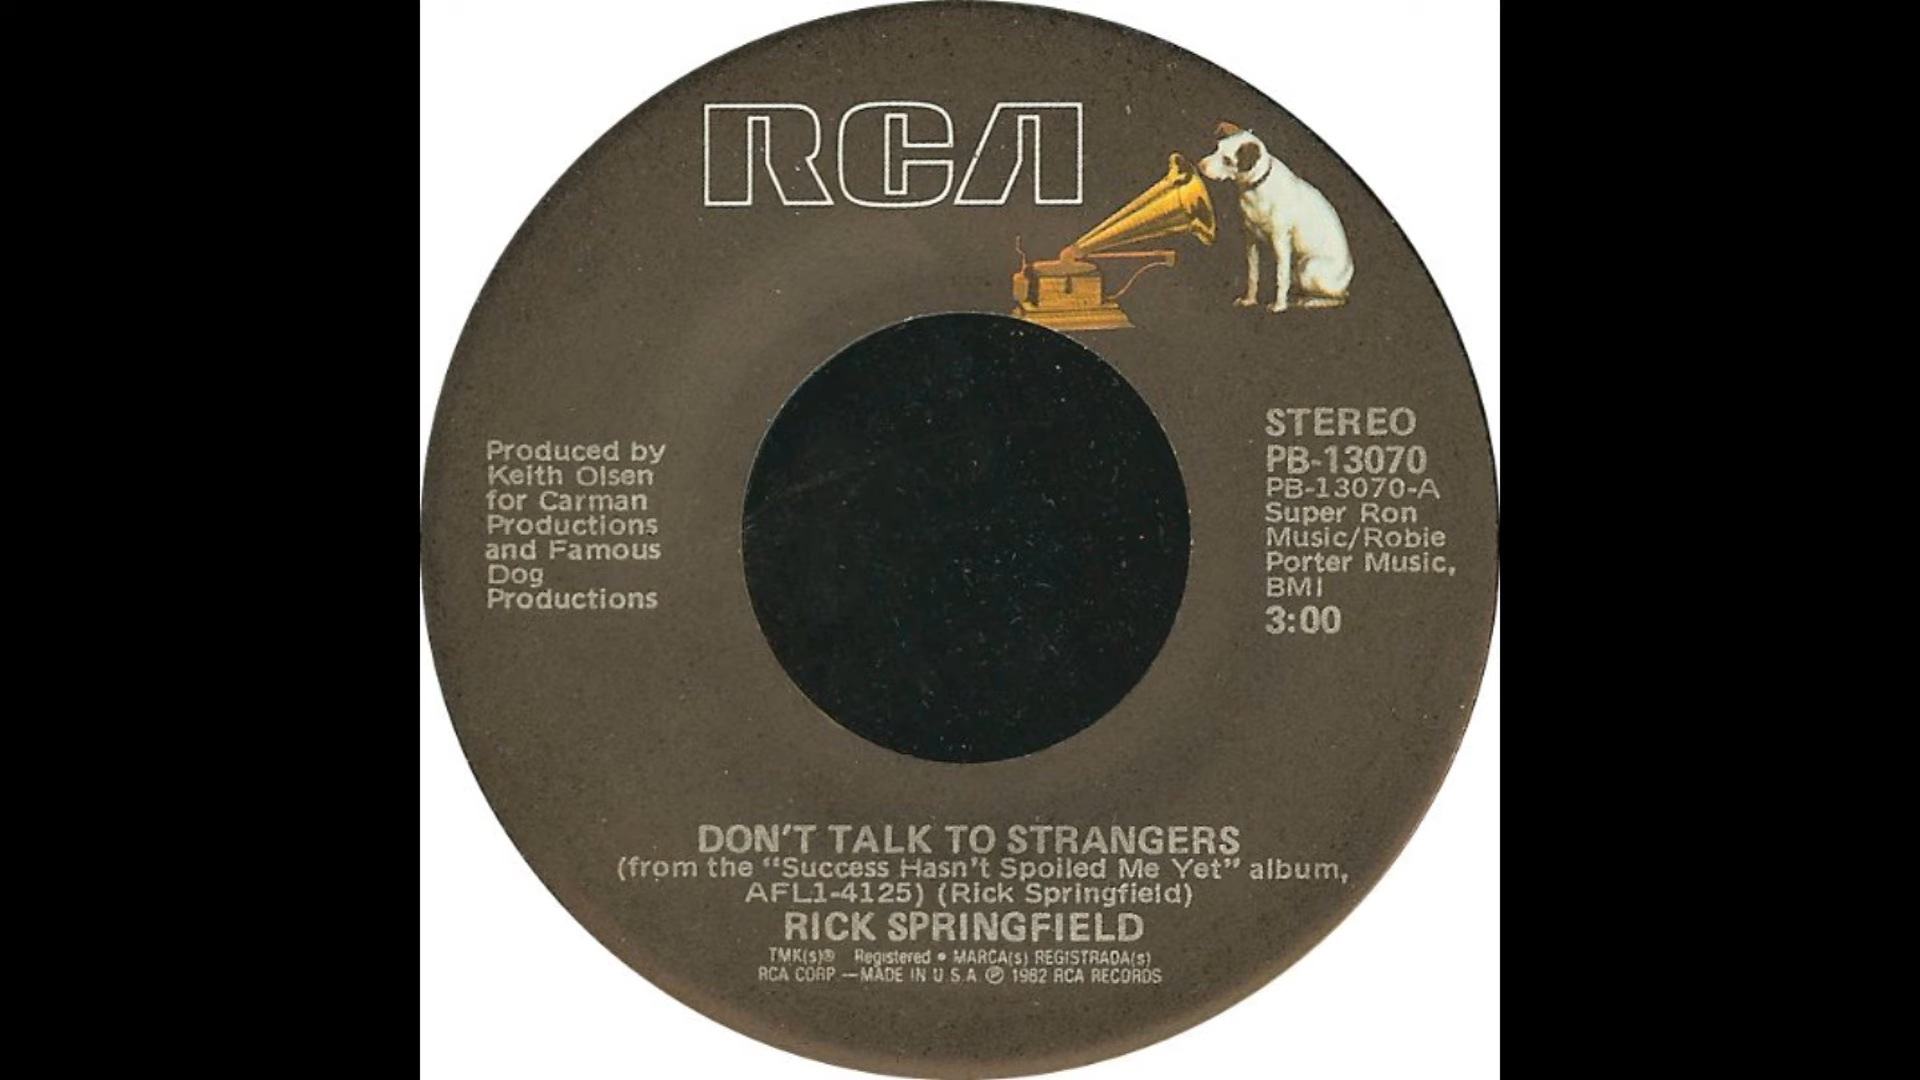 RCA
Produced by
Keith Olsen
for Carman
Productions
and Famous
Dog
Productions
STEREO
PB-13070
PB-13070-A
Super Ron
Music/Robie
Porter Music,
BMI
3:00
DON'T TALK TO STRANGERS
(from the "Success Hasn't Spoiled Me Yet" album,
AFL1-4125) (Rick Springfield)
RICK SPRINGFIELD
TMK(s)® Registered • MARCA(s) REGISTRADA(s)
RCA CORP.—MADE IN U.S.A. ℗ 1982 RCA RECORDS